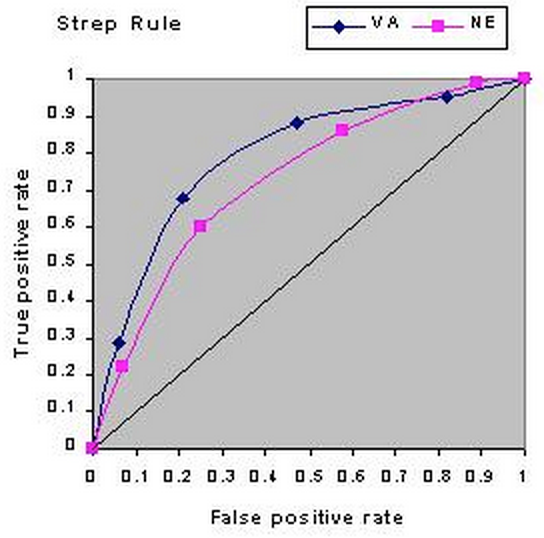 Strep Rule
VA
NE
True positive rate
1
0.9
0.8
0.7
0.6
0.5
0.4
0.3
0.2
0.1
0
0 0.1 0.2 0.3 0.4 0.5 0.6 0.7 0.8 0.9 1
False positive rate